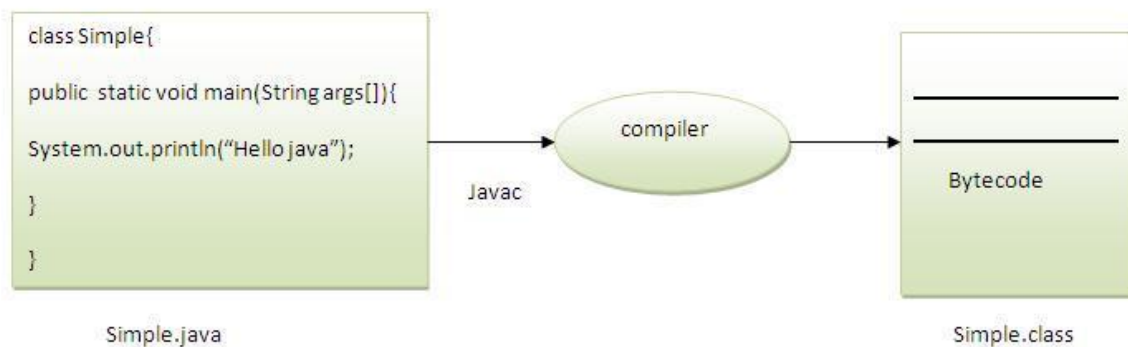 class Simple{
public  static void main(String args[]){
System.out.println(“Hello java”);
}
}
Simple.java
Javac
compiler
Bytecode
Simple.class